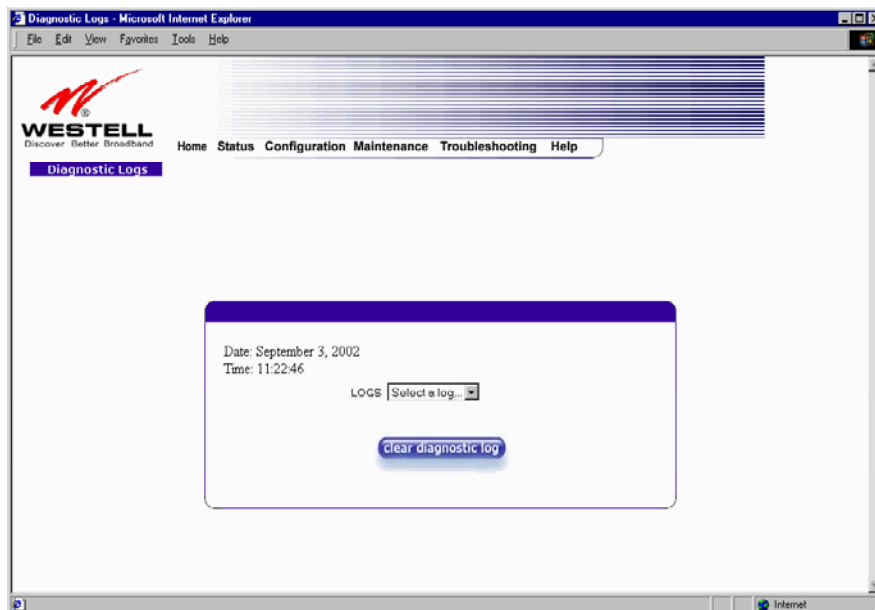 Diagnostic Logs - Microsoft Internet Explorer
File Edit View Favorites Tools Help
®
WESTELL
Discover Better Broadband
Home Status Configuration Maintenance Troubleshooting Help
Diagnostic Logs
Date: September 3, 2002
Time: 11:22:46
LOGS Select a log...
clear diagnostic log
Internet